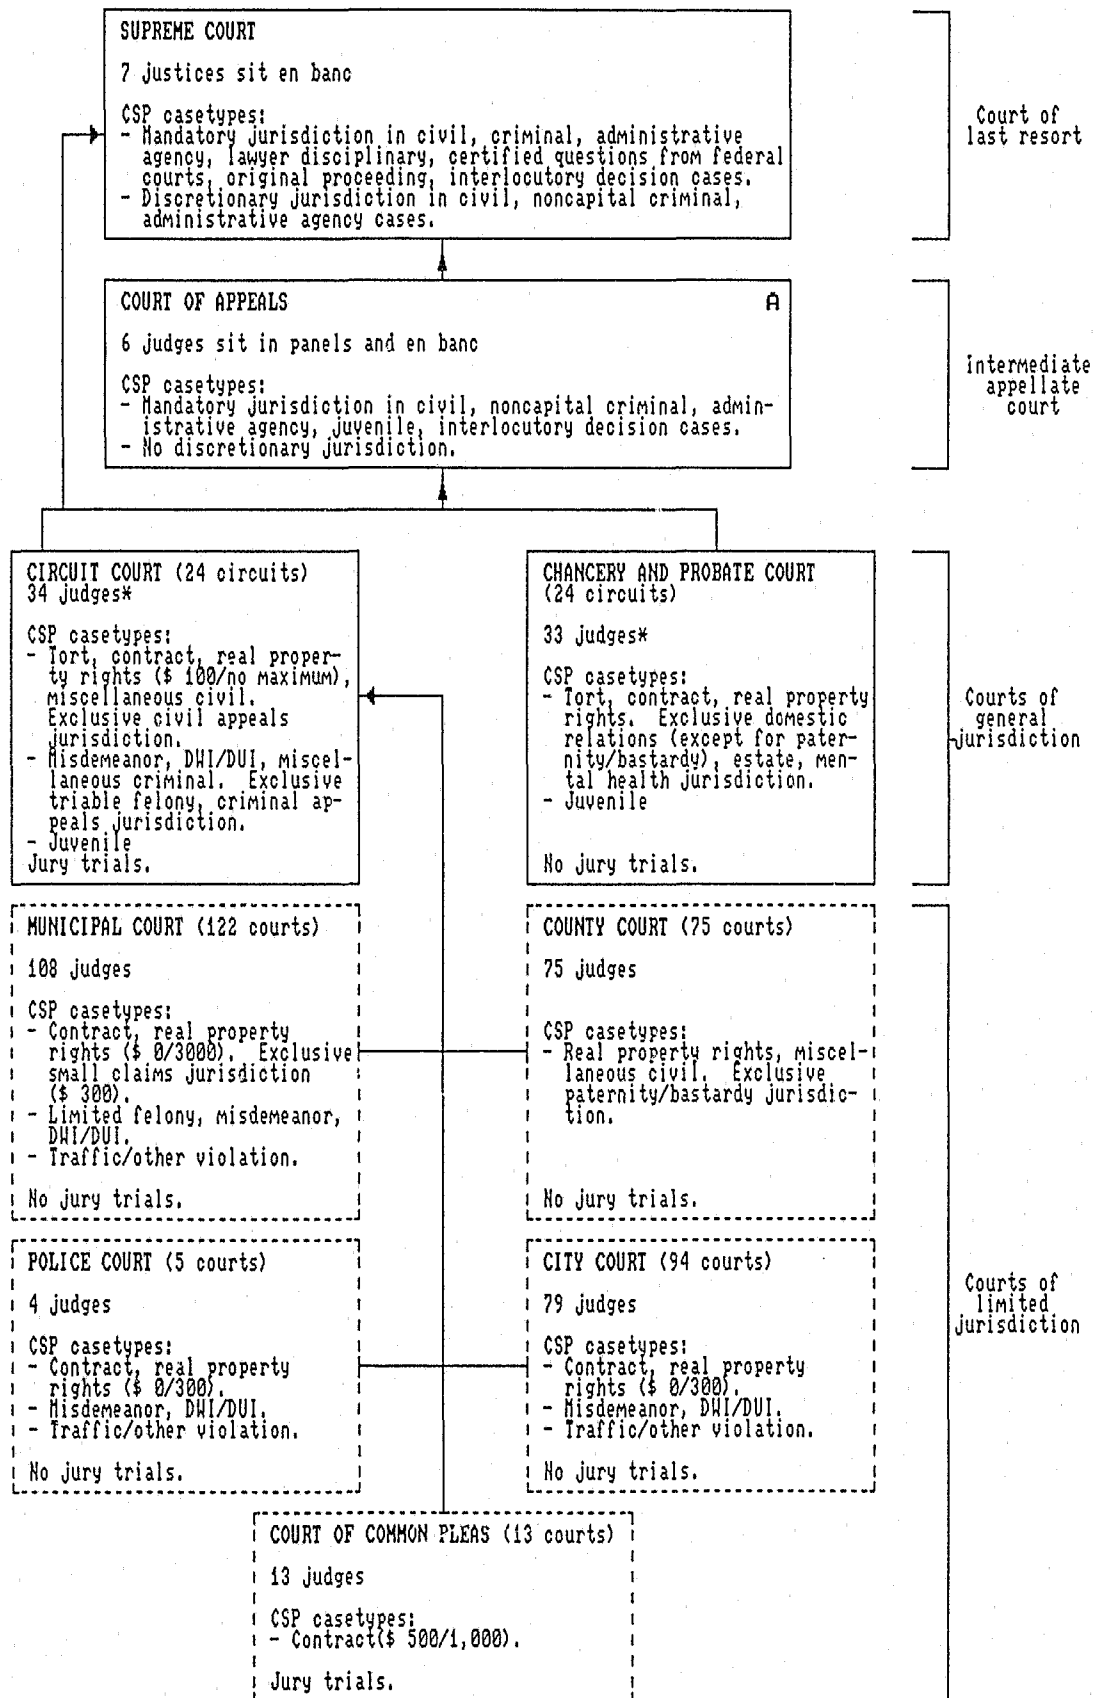 SUPREME COURT
7 justices sit en banc
CSP casetypes:
- Mandatory jurisdiction in civil, criminal, administrative
agency, lawyer disciplinary, certified questions from federal
courts, original proceeding, interlocutory decision cases.
- Discretionary jurisdiction in civil, noncapital criminal,
administrative agency cases.
Court of
last resort
COURT OF APPEALS A
6 judges sit in panels and en banc
CSP casetypes:
- Mandatory jurisdiction in civil, noncapital criminal, admin-
istrative agency, juvenile, interlocutory decision cases.
- No discretionary jurisdiction.
Intermediate
appellate
court
CIRCUIT COURT (24 circuits)
34 judges*
CSP casetypes:
- Tort, contract, real proper-
ty rights ($ 100/no maximum),
miscellaneous civil.
Exclusive civil appeals
jurisdiction.
- Misdemeanor, DWI/DUI, miscel-
laneous criminal. Exclusive
triable felony, criminal ap-
peals jurisdiction.
- Juvenile
Jury trials.
CHANCERY AND PROBATE COURT
(24 circuits)
33 judges*
CSP casetypes:
- Tort, contract, real property
rights. Exclusive domestic
relations (except for pater-
nity/bastardy), estate, men-
tal health jurisdiction.
- Juvenile
No jury trials.
Courts of
general
jurisdiction
MUNICIPAL COURT (122 courts)
108 judges
CSP casetypes:
- Contract, real property
rights ($ 0/3000). Exclusive
small claims jurisdiction
($ 300).
- Limited felony, misdemeanor,
DWI/DUI.
- Traffic/other violation.
No jury trials.
COUNTY COURT (75 courts)
75 judges
CSP casetypes:
- Real property rights, miscel-
laneous civil. Exclusive
paternity/bastardy jurisdic-
tion.
No jury trials.
POLICE COURT (5 courts)
4 judges
CSP casetypes:
- Contract, real property
rights ($ 0/300).
- Misdemeanor, DWI/DUI.
- Traffic/other violation.
No jury trials.
CITY COURT (94 courts)
79 judges
CSP casetypes:
- Contract, real property
rights ($ 0/300).
- Misdemeanor, DWI/DUI.
- Traffic/other violation.
No jury trials.
Courts of
limited
jurisdiction
COURT OF COMMON PLEAS (13 courts)
13 judges
CSP casetypes:
- Contract($ 500/1,000).
Jury trials.